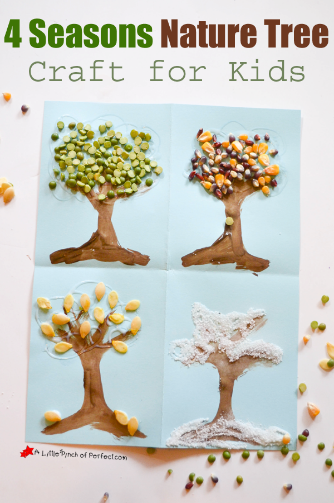 4 Seasons Nature Tree
Craft for Kids
A Little Pinch of Perfect.com